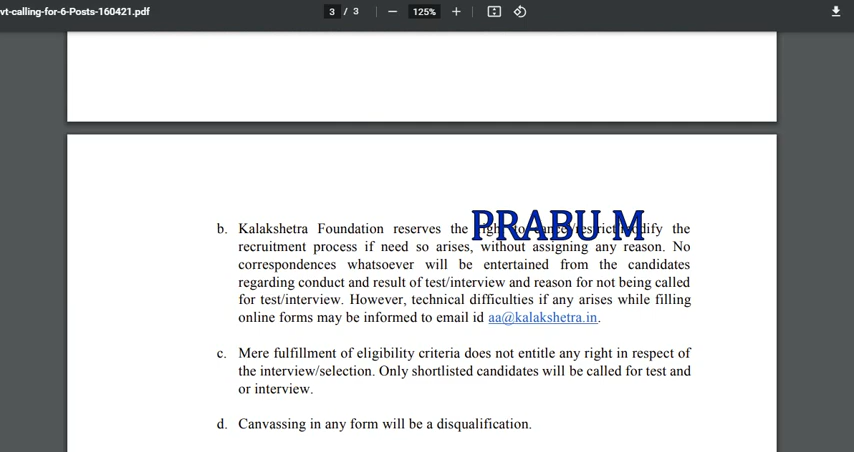 vt-calling-for-6-Posts-160421.pdf
3 / 3
125%
PRABU M
b. Kalakshetra Foundation reserves the right to cancel/restrict/modify the
recruitment process if need so arises, without assigning any reason. No
correspondences whatsoever will be entertained from the candidates
regarding conduct and result of test/interview and reason for not being called
for test/interview. However, technical difficulties if any arises while filling
online forms may be informed to email id aa@kalakshetra.in.
c. Mere fulfillment of eligibility criteria does not entitle any right in respect of
the interview/selection. Only shortlisted candidates will be called for test and
or interview.
d. Canvassing in any form will be a disqualification.